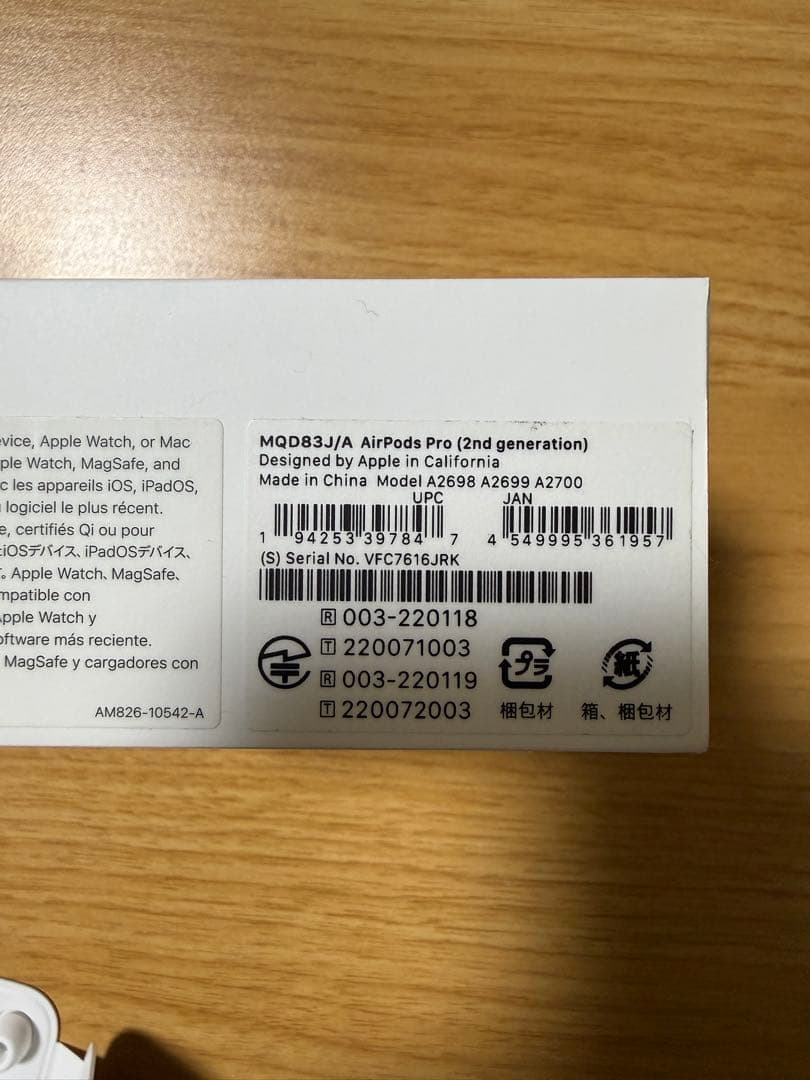 evice, Apple Watch, or Mac
ple Watch, MagSafe, and
c les appareils iOS, iPadOS,
logiciel le plus récent.
e, certifiés Qi ou pour
iOSデバイス、iPadOSデバイス、
。Apple Watch、MagSafe、
mpatible con
Apple Watch y
oftware más reciente.
MagSafe y cargadores con
AM826-10542-A
MQD83J/A AirPods Pro (2nd generation)
Designed by Apple in California
Made in China Model A2698 A2699 A2700
UPC JAN
1 94253 39784 7 4 549995 361957
(S) Serial No. VFC7616JRK
R 003-220118
T 220071003
R 003-220119
T 220072003
プラ
梱包材
紙
箱、梱包材